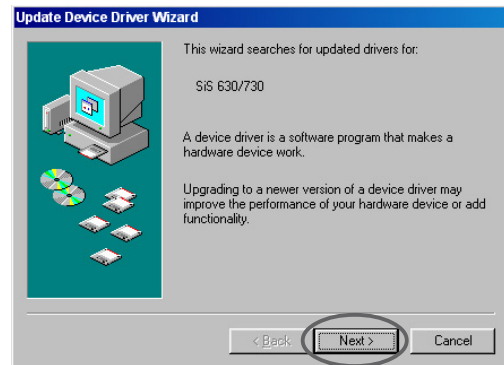 Update Device Driver Wizard
This wizard searches for updated drivers for:
SiS 630/730
A device driver is a software program that makes a
hardware device work.
Upgrading to a newer version of a device driver may
improve the performance of your hardware device or add
functionality.
< Back
Next >
Cancel